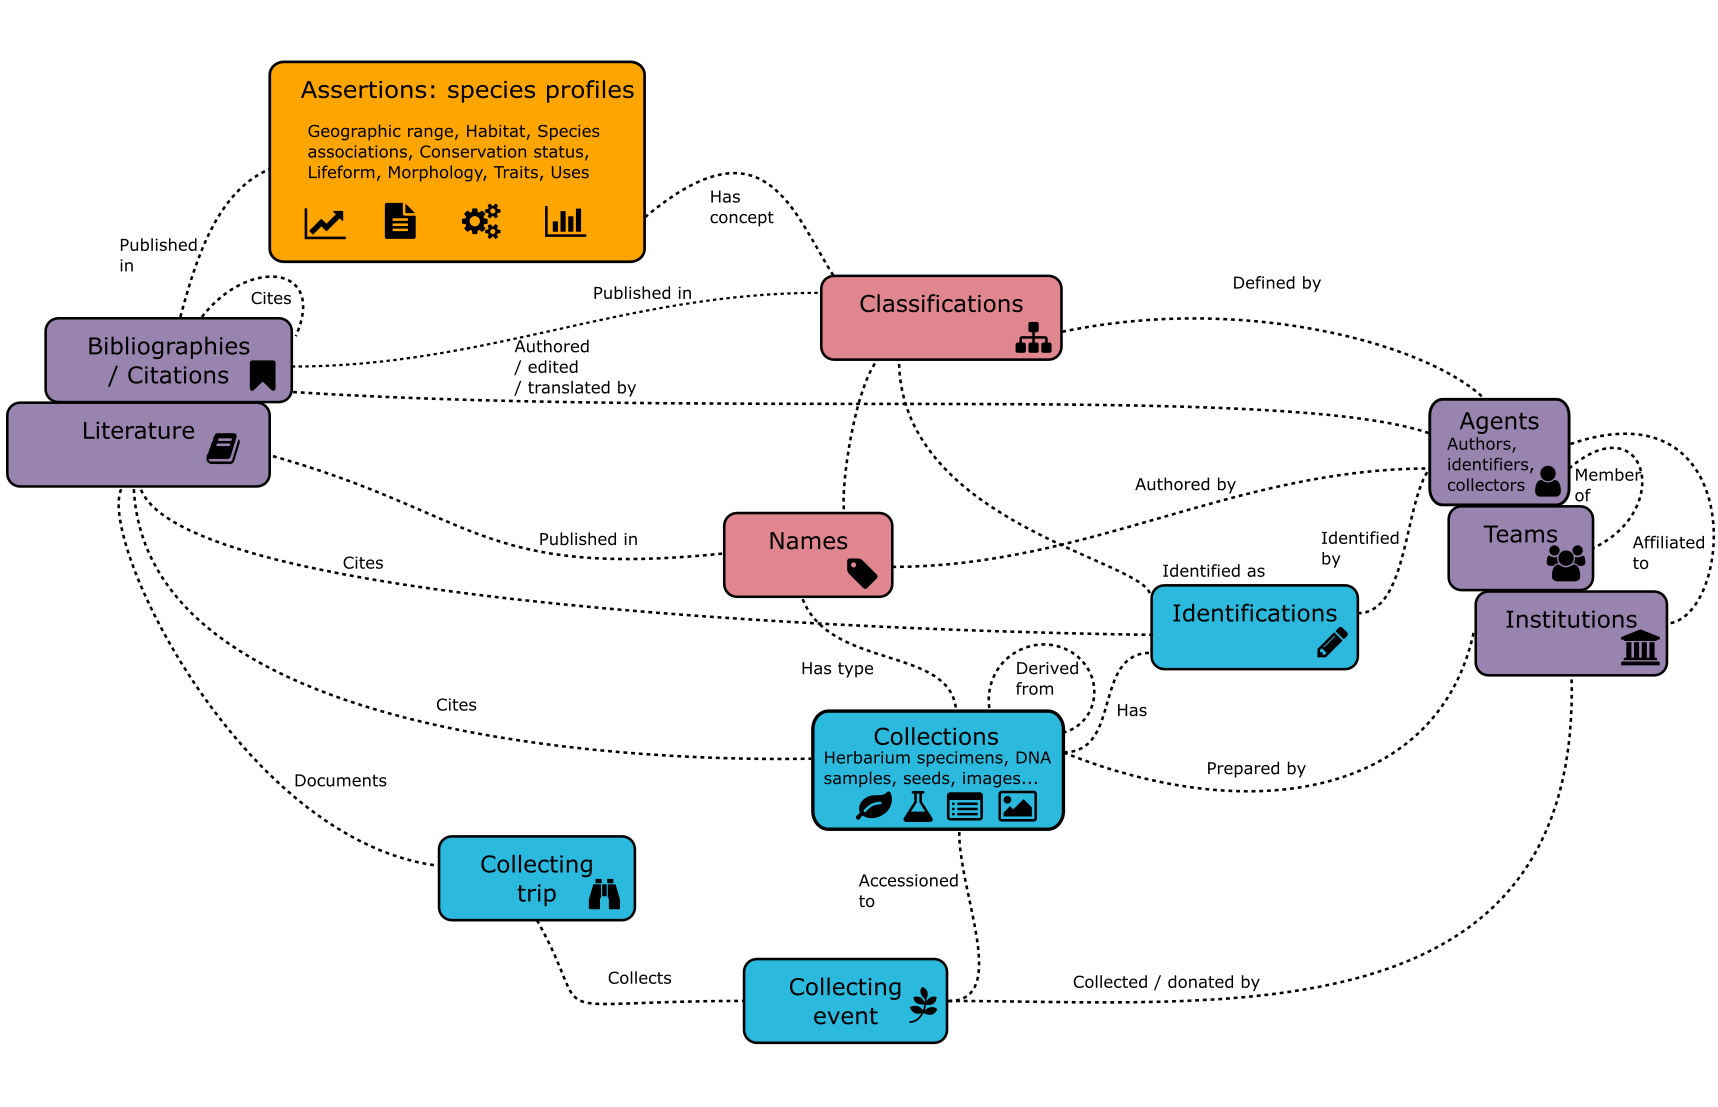 Assertions: species profiles
Geographic range, Habitat, Species
associations, Conservation status,
Lifeform, Morphology, Traits, Uses
Has
concept
Published
in
Cites
Published in
Classifications
Defined by
Bibliographies
/ Citations
Authored
/ edited
/ translated by
Literature
Agents
Authors,
identifiers,
collectors
Member
of
Authored by
Published in
Names
Identified
by
Teams
Affiliated
to
Cites
Identified as
Identifications
Institutions
Has type
Derived
from
Has
Cites
Collections
Herbarium specimens, DNA
samples, seeds, images...
Prepared by
Documents
Collecting
trip
Accessioned
to
Collects
Collecting
event
Collected / donated by